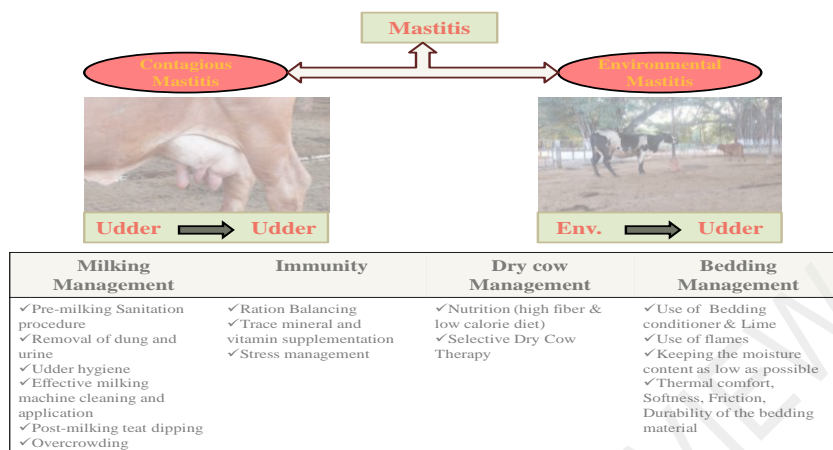 Mastitis
Contagious
Mastitis
Environmental
Mastitis
Udder Udder
Env. Udder
Milking
Management
✓Pre-milking Sanitation
procedure
✓Removal of dung and
urine
✓Udder hygiene
✓Effective milking
machine cleaning and
application
✓Post-milking teat dipping
✓Overcrowding
Immunity
✓Ration Balancing
✓Trace mineral and
vitamin supplementation
✓Stress management
Dry cow
Management
✓Nutrition (high fiber &
low calorie diet)
✓Selective Dry Cow
Therapy
Bedding
Management
✓Use of Bedding
conditioner & Lime
✓Use of flames
✓Keeping the moisture
content as low as possible
✓Thermal comfort,
Softness, Friction,
Durability of the bedding
material